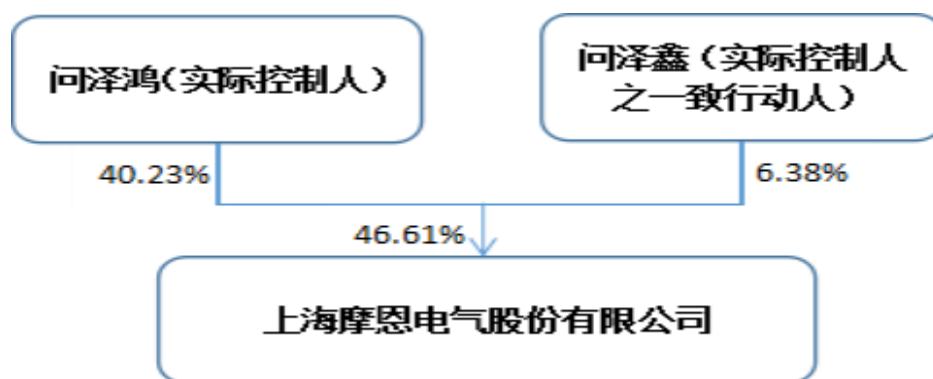 问泽鸿(实际控制人)
问泽鑫(实际控制人
之一致行动人)
40.23%
6.38%
46.61%
上海摩恩电气股份有限公司